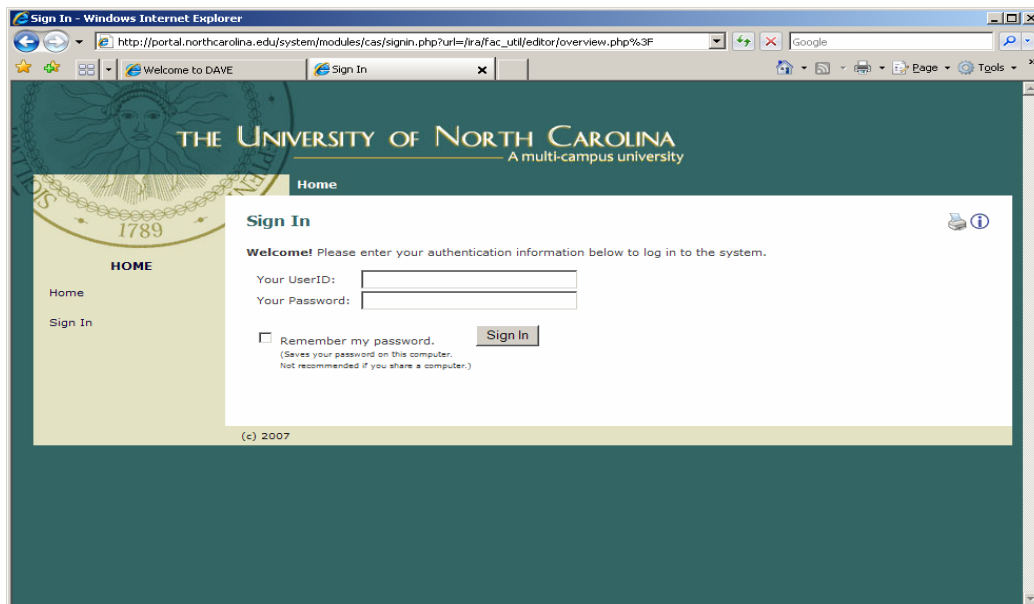 Sign In - Windows Internet Explorer
http://portal.northcarolina.edu/system/modules/cas/signin.php?url=/ira/fac_util/editor/overview.php%3F
Google
Welcome to DAVE
Sign In
Page
Tools
THE UNIVERSITY OF NORTH CAROLINA
A multi-campus university
Home
1789
HOME
Home
Sign In
Sign In
Welcome! Please enter your authentication information below to log in to the system.
Your UserID:
Your Password:
Remember my password.
Sign In
(Saves your password on this computer.
Not recommended if you share a computer.)
(c) 2007